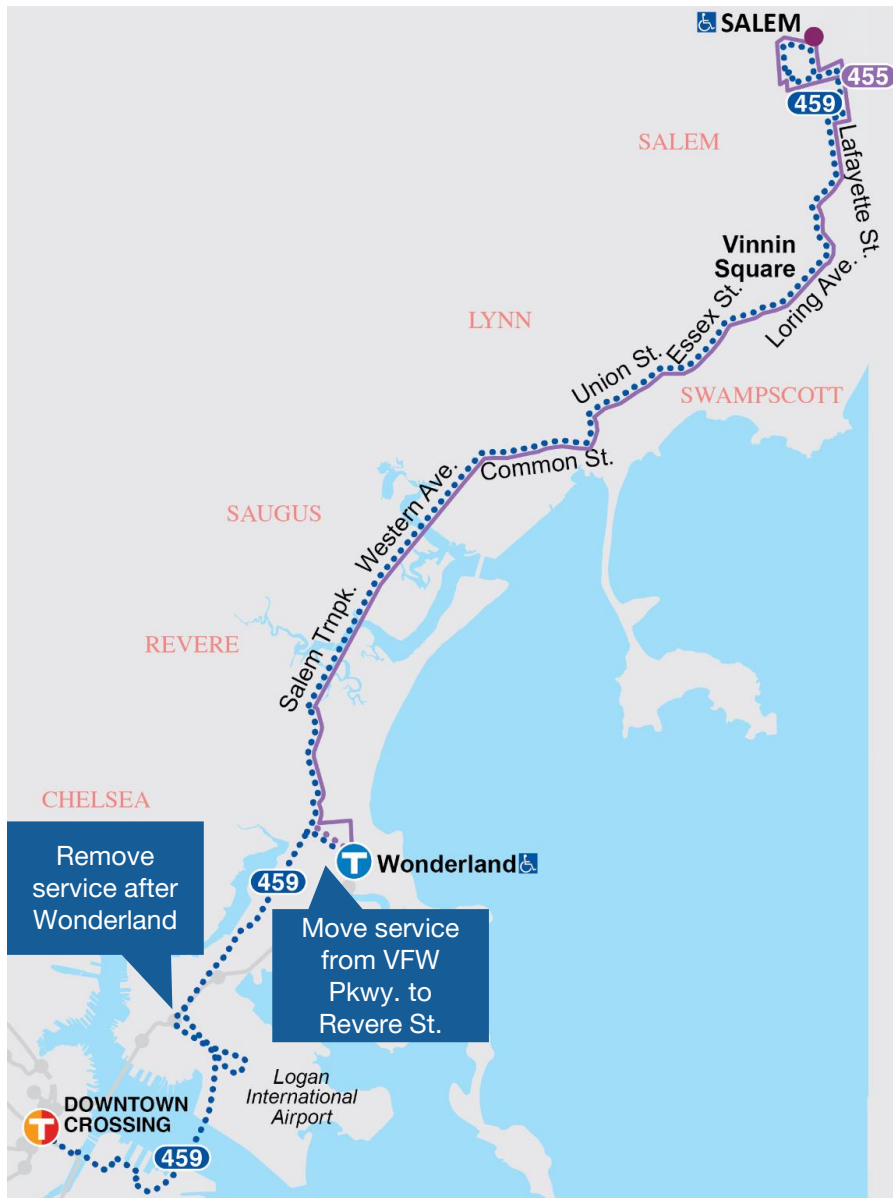 SALEM
455
459
SALEM
Lafayette St.
Vinnin
Square
Loring Ave.
Essex St.
LYNN
Union St.
SWAMPSCOTT
Common St.
Western Ave.
SAUGUS
Salem Trnpk.
REVERE
CHELSEA
Remove
service after
Wonderland
T Wonderland
459
Move service
from VFW
Pkwy. to
Revere St.
Logan
International
Airport
T DOWNTOWN
CROSSING
459